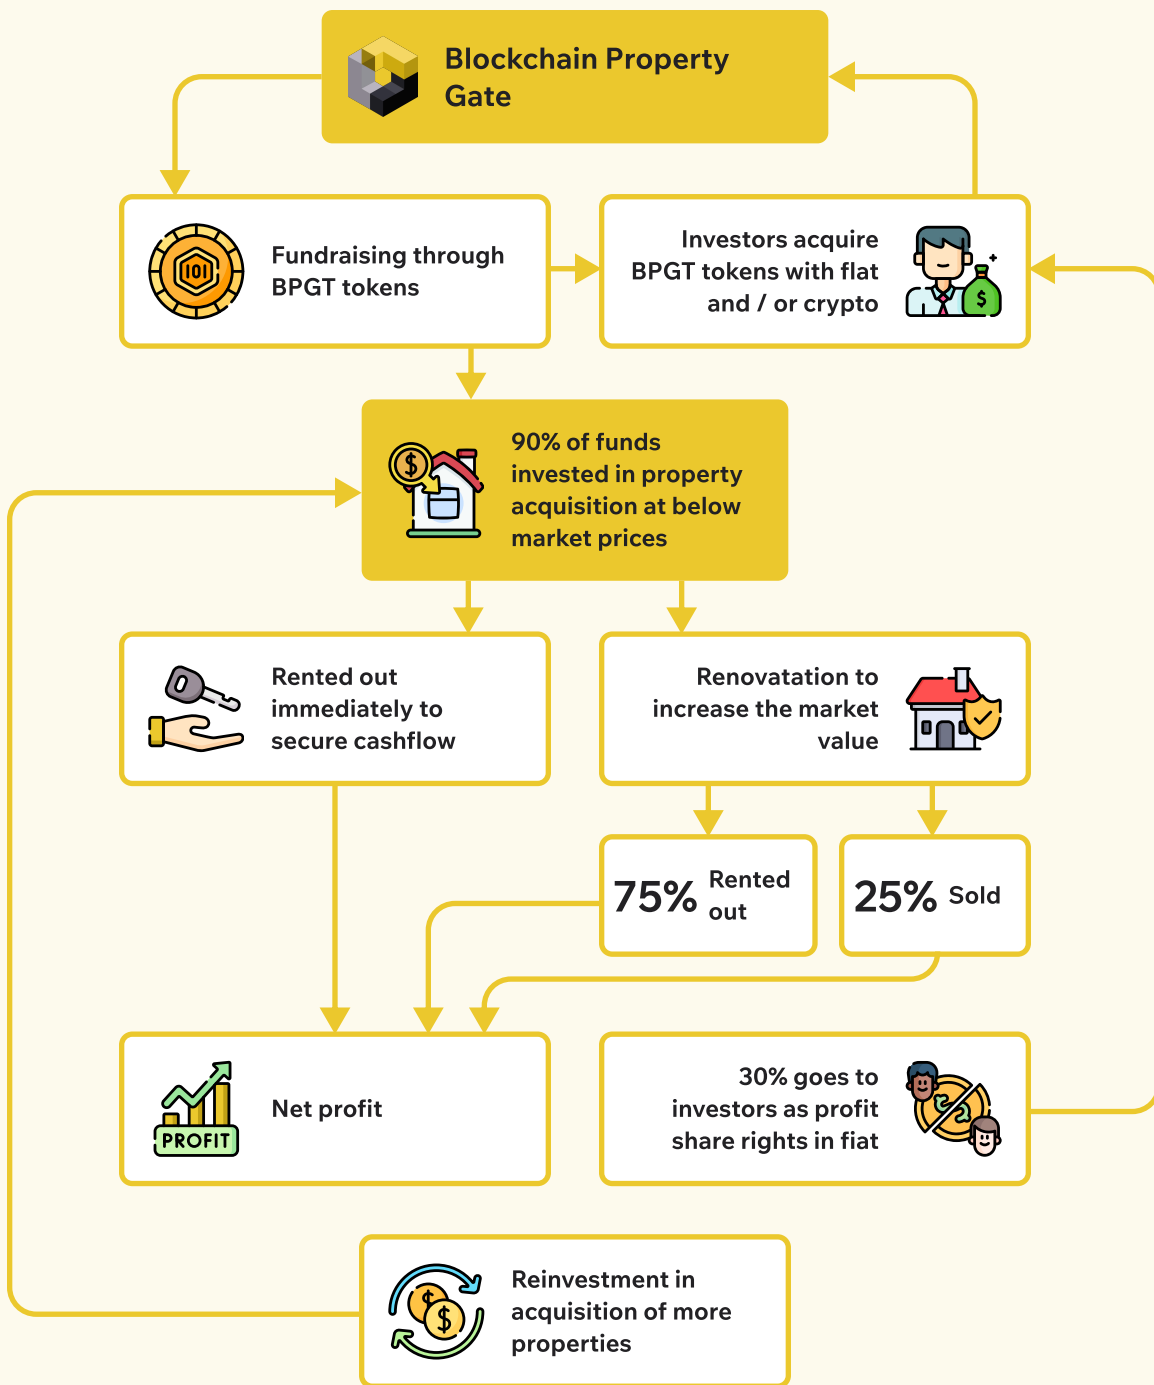 Blockchain Property
Gate
Fundraising through
BPGT tokens
Investors acquire
BPGT tokens with flat
and / or crypto
101
$
90% of funds
invested in property
acquisition at below
market prices
$
Rented out
immediately to
secure cashflow
Renovatation to
increase the market
value
75%
Rented
out
25% Sold
Net profit
PROFIT
30% goes to
investors as profit
share rights in fiat
Reinvestment in
acquisition of more
properties
$
$